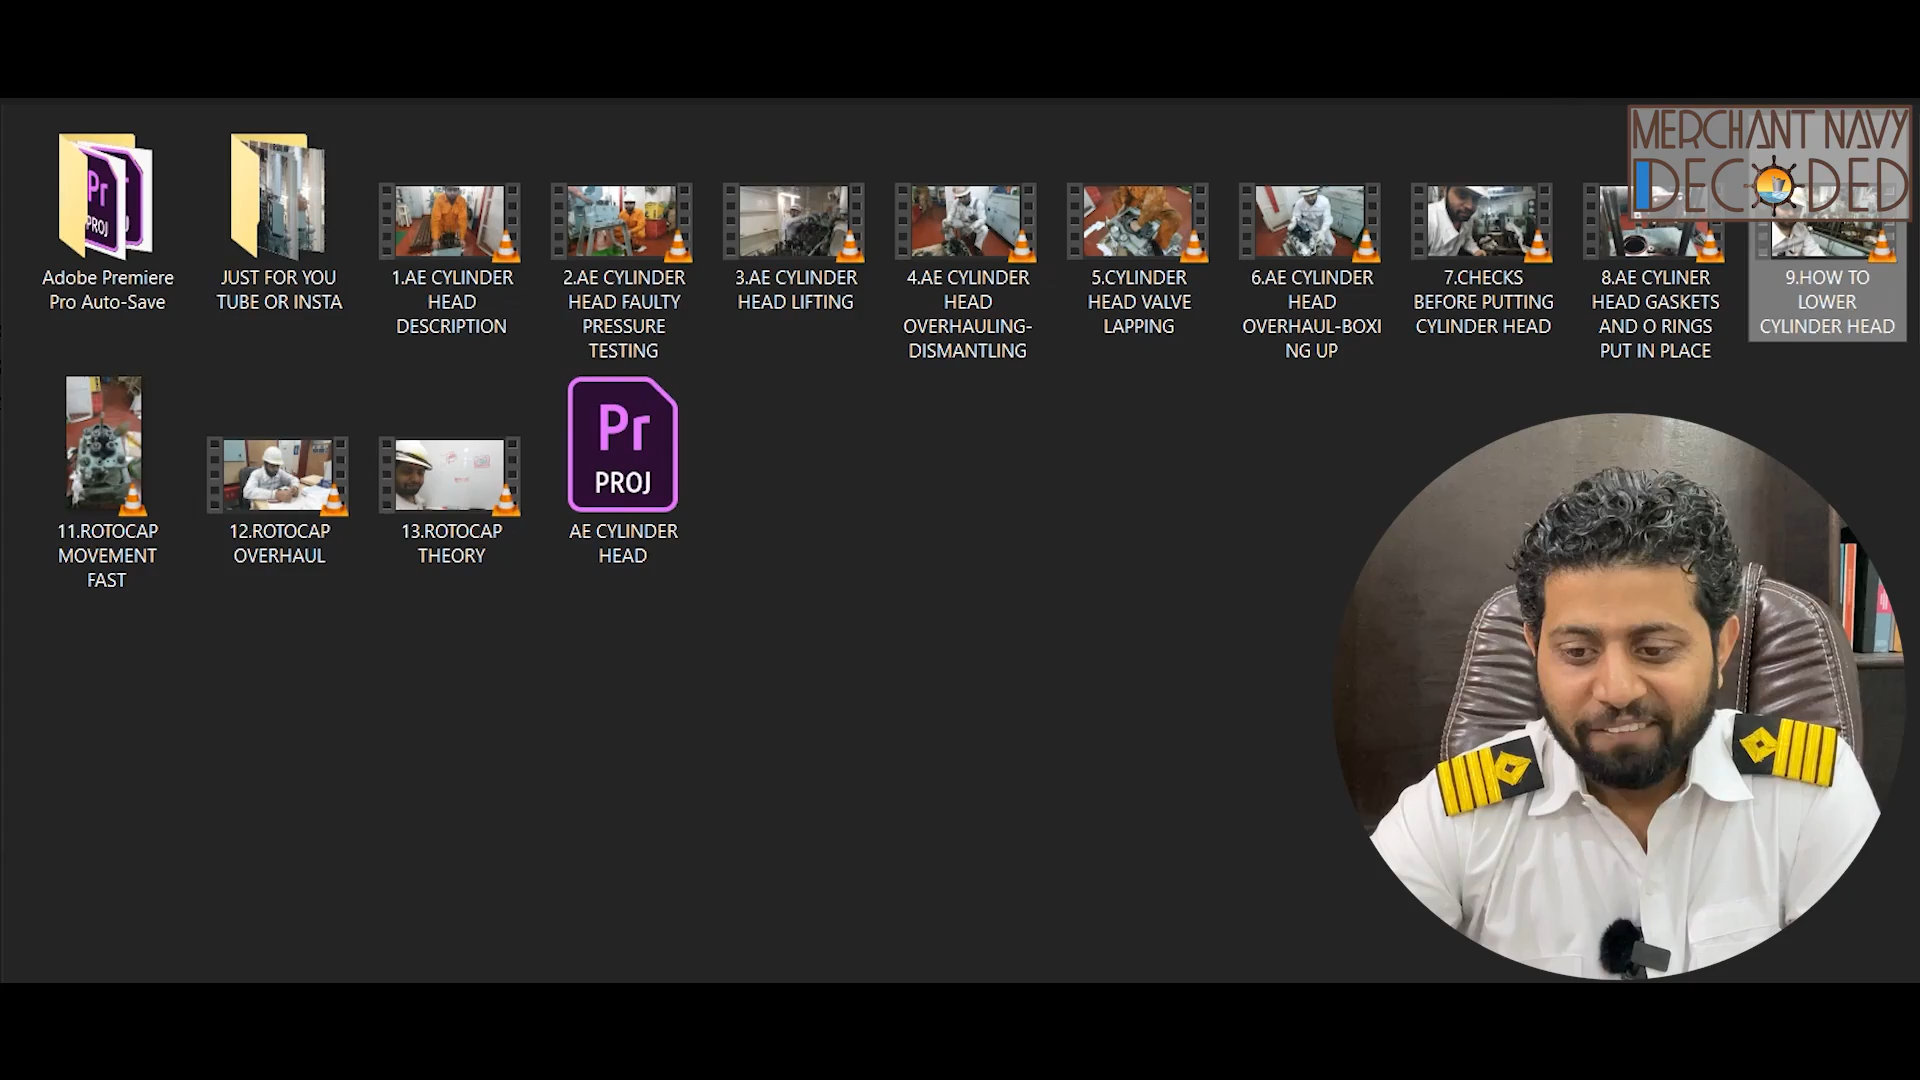 MERCHANT NAVY
DECODED
Pr
PROJ
Adobe Premiere
Pro Auto-Save
JUST FOR YOU
TUBE OR INSTA
1.AE CYLINDER
HEAD
DESCRIPTION
2.AE CYLINDER
HEAD FAULTY
PRESSURE
TESTING
3.AE CYLINDER
HEAD LIFTING
4.AE CYLINDER
HEAD
OVERHAULING-
DISMANTLING
5.CYLINDER
HEAD VALVE
LAPPING
6.AE CYLINDER
HEAD
OVERHAUL-BOXI
NG UP
7.CHECKS
BEFORE PUTTING
CYLINDER HEAD
8.AE CYLINER
HEAD GASKETS
AND O RINGS
PUT IN PLACE
9.HOW TO
LOWER
CYLINDER HEAD
11.ROTOCAP
MOVEMENT
FAST
12.ROTOCAP
OVERHAUL
13.ROTOCAP
THEORY
Pr
PROJ
AE CYLINDER
HEAD